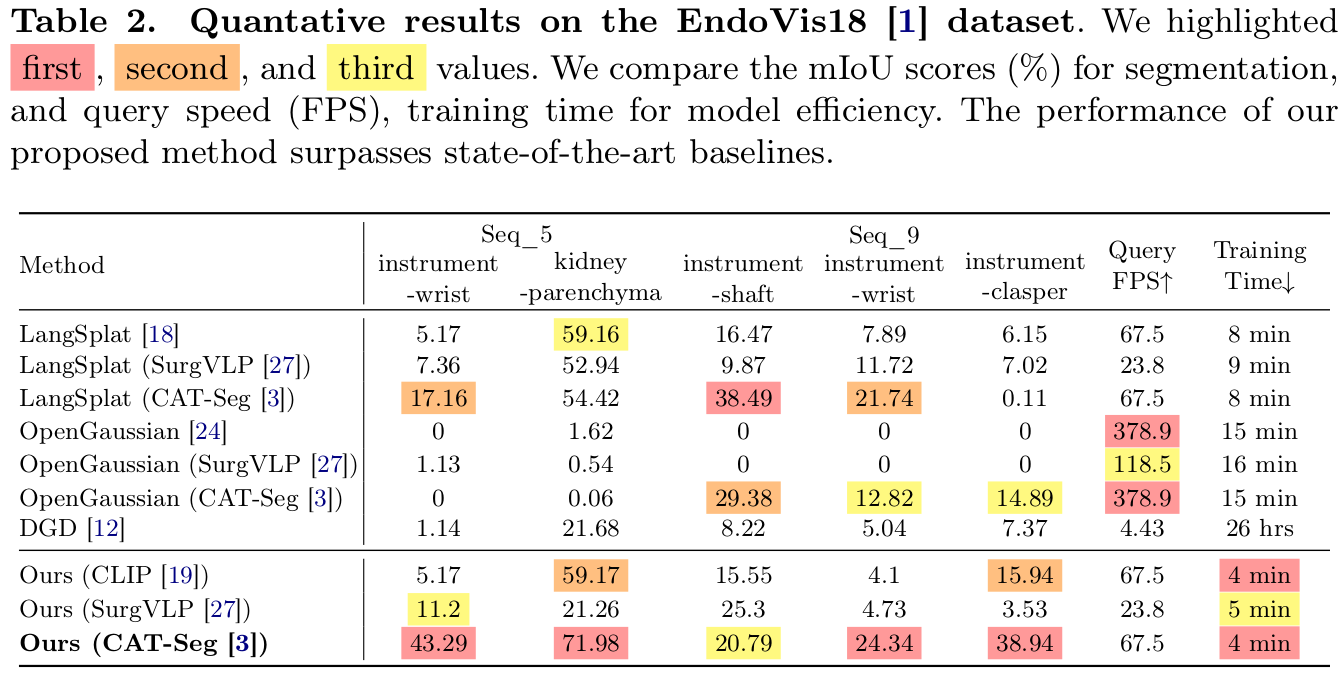 Table 2. Quantative results on the EndoVis18 [1] dataset. We highlighted
first , second , and third values. We compare the mIoU scores (%) for segmentation,
and query speed (FPS), training time for model efficiency. The performance of our
proposed method surpasses state-of-the-art baselines.
Method Seq_5 Seq_9 Query FPS↑ Training Time↓
instrument-wrist kidney-parenchyma instrument-shaft instrument-wrist instrument-clasper
LangSplat [18] 5.17 59.16 16.47 7.89 6.15 67.5 8 min
LangSplat (SurgVLP [27]) 7.36 52.94 9.87 11.72 7.02 23.8 9 min
LangSplat (CAT-Seg [3]) 17.16 54.42 38.49 21.74 0.11 67.5 8 min
OpenGaussian [24] 0 1.62 0 0 0 378.9 15 min
OpenGaussian (SurgVLP [27]) 1.13 0.54 0 0 0 118.5 16 min
OpenGaussian (CAT-Seg [3]) 0 0.06 29.38 12.82 14.89 378.9 15 min
DGD [12] 1.14 21.68 8.22 5.04 7.37 4.43 26 hrs
Ours (CLIP [19]) 5.17 59.17 15.55 4.1 15.94 67.5 4 min
Ours (SurgVLP [27]) 11.2 21.26 25.3 4.73 3.53 23.8 5 min
Ours (CAT-Seg [3]) 43.29 71.98 20.79 24.34 38.94 67.5 4 min